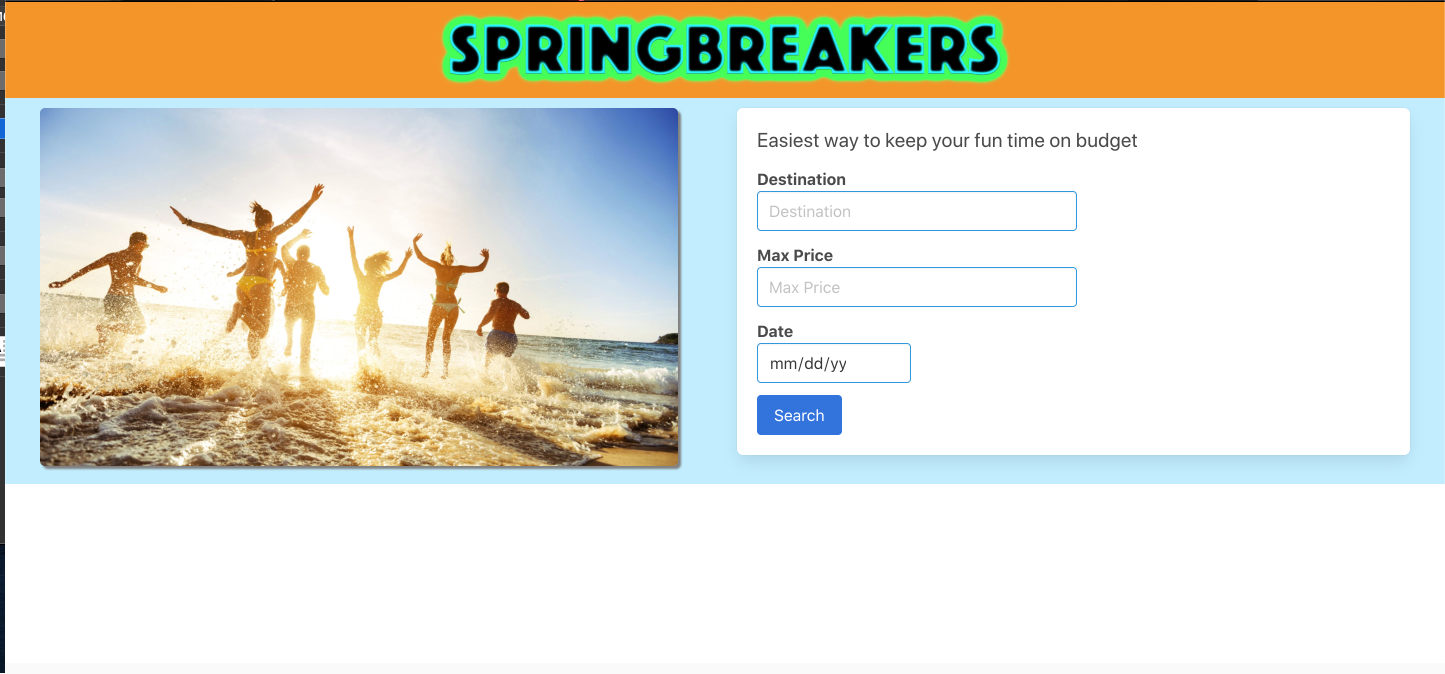 SPRINGBREAKERS
Easiest way to keep your fun time on budget
Destination
Destination
Max Price
Max Price
Date
mm/dd/yy
Search